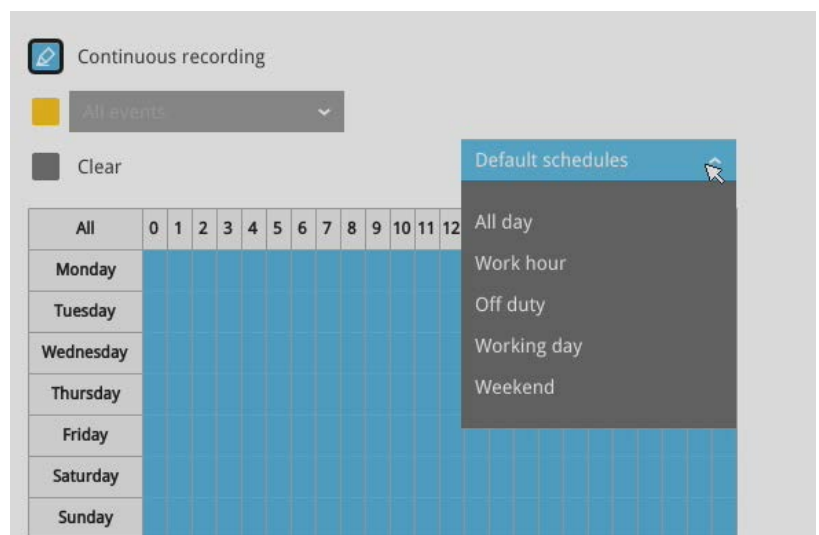 Continuous recording
All events
Clear
Default schedules
All day
Work hour
Off duty
Working day
Weekend
All 0 1 2 3 4 5 6 7 8 9 10 11 12
Monday
Tuesday
Wednesday
Thursday
Friday
Saturday
Sunday